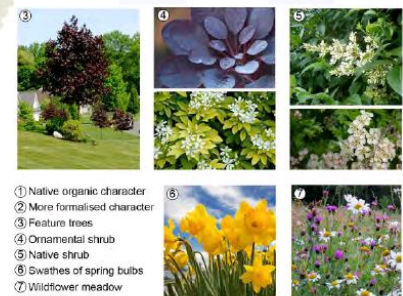 ③
④
⑤
① Native organic character
② More formalised character
③ Feature trees
④ Ornamental shrub
⑤ Native shrub
⑥ Swathes of spring bulbs
⑦ Wildflower meadow
⑥
⑦